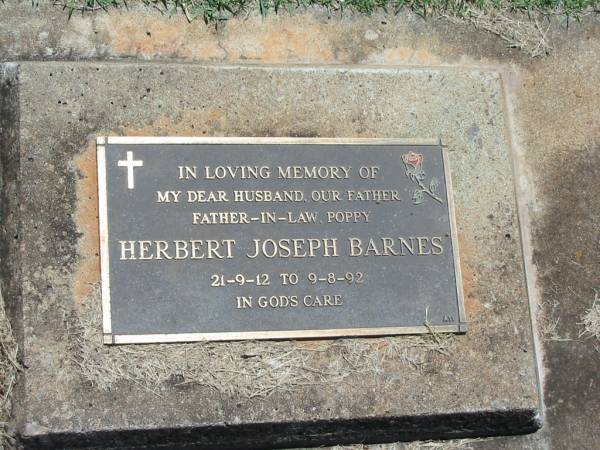 IN LOVING MEMORY OF
MY DEAR HUSBAND, OUR FATHER,
FATHER-IN-LAW, POPPY
HERBERT JOSEPH BARNES
21-9-12 TO 9-8-92
IN GOD'S CARE